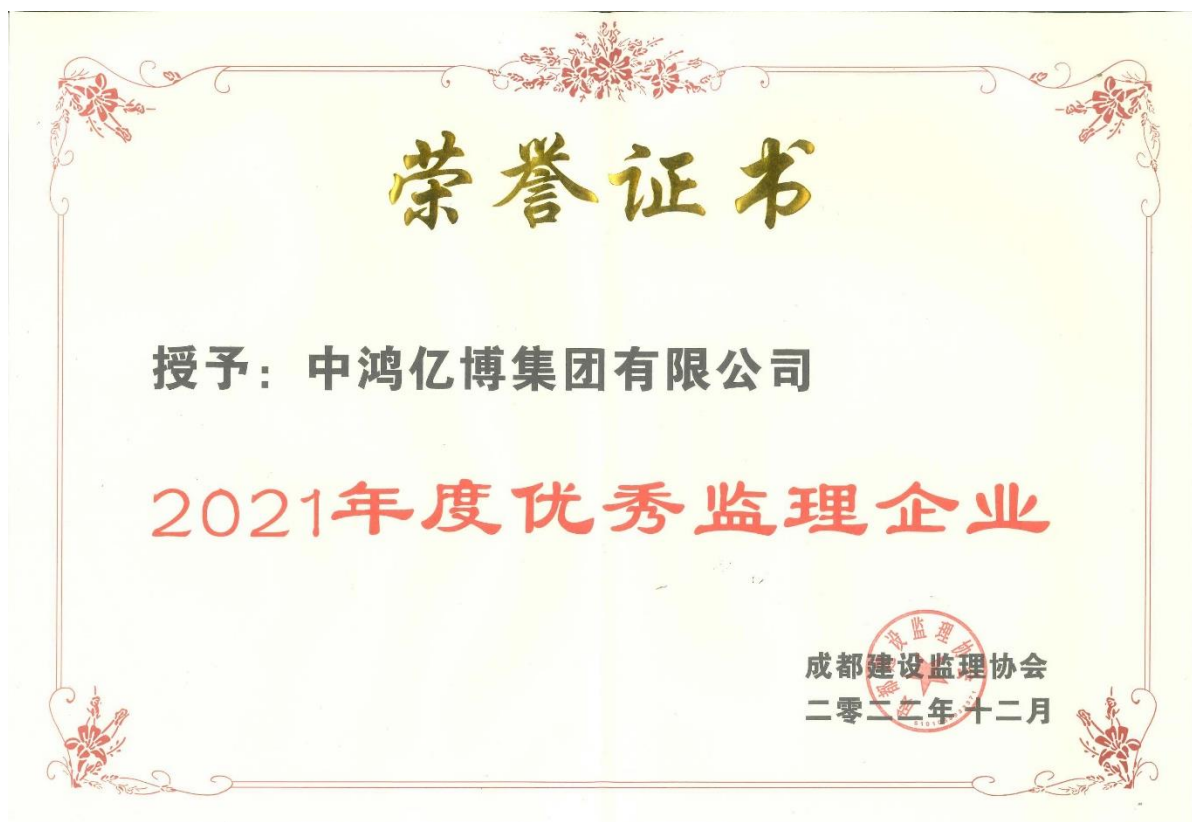 荣誉证书
授予：中鸿亿博集团有限公司
2021年度优秀监理企业
成都建设监理协会
二零二二年十二月